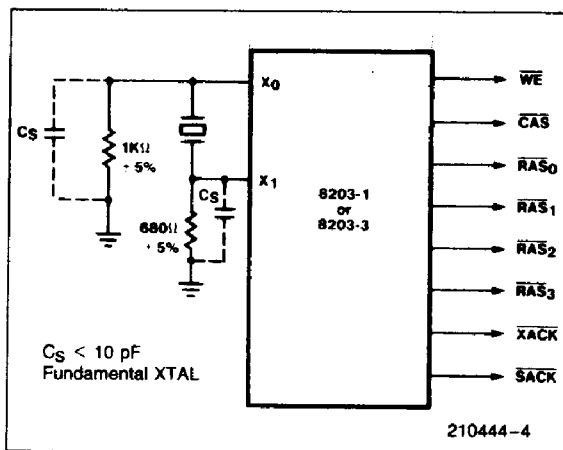 X0
X1
CS
1KΩ
± 5%
CS
680Ω
± 5%
8203-1
or
8203-3
WE
CAS
RAS0
RAS1
RAS2
RAS3
XACK
SACK
CS < 10 pF
Fundamental XTAL
210444-4